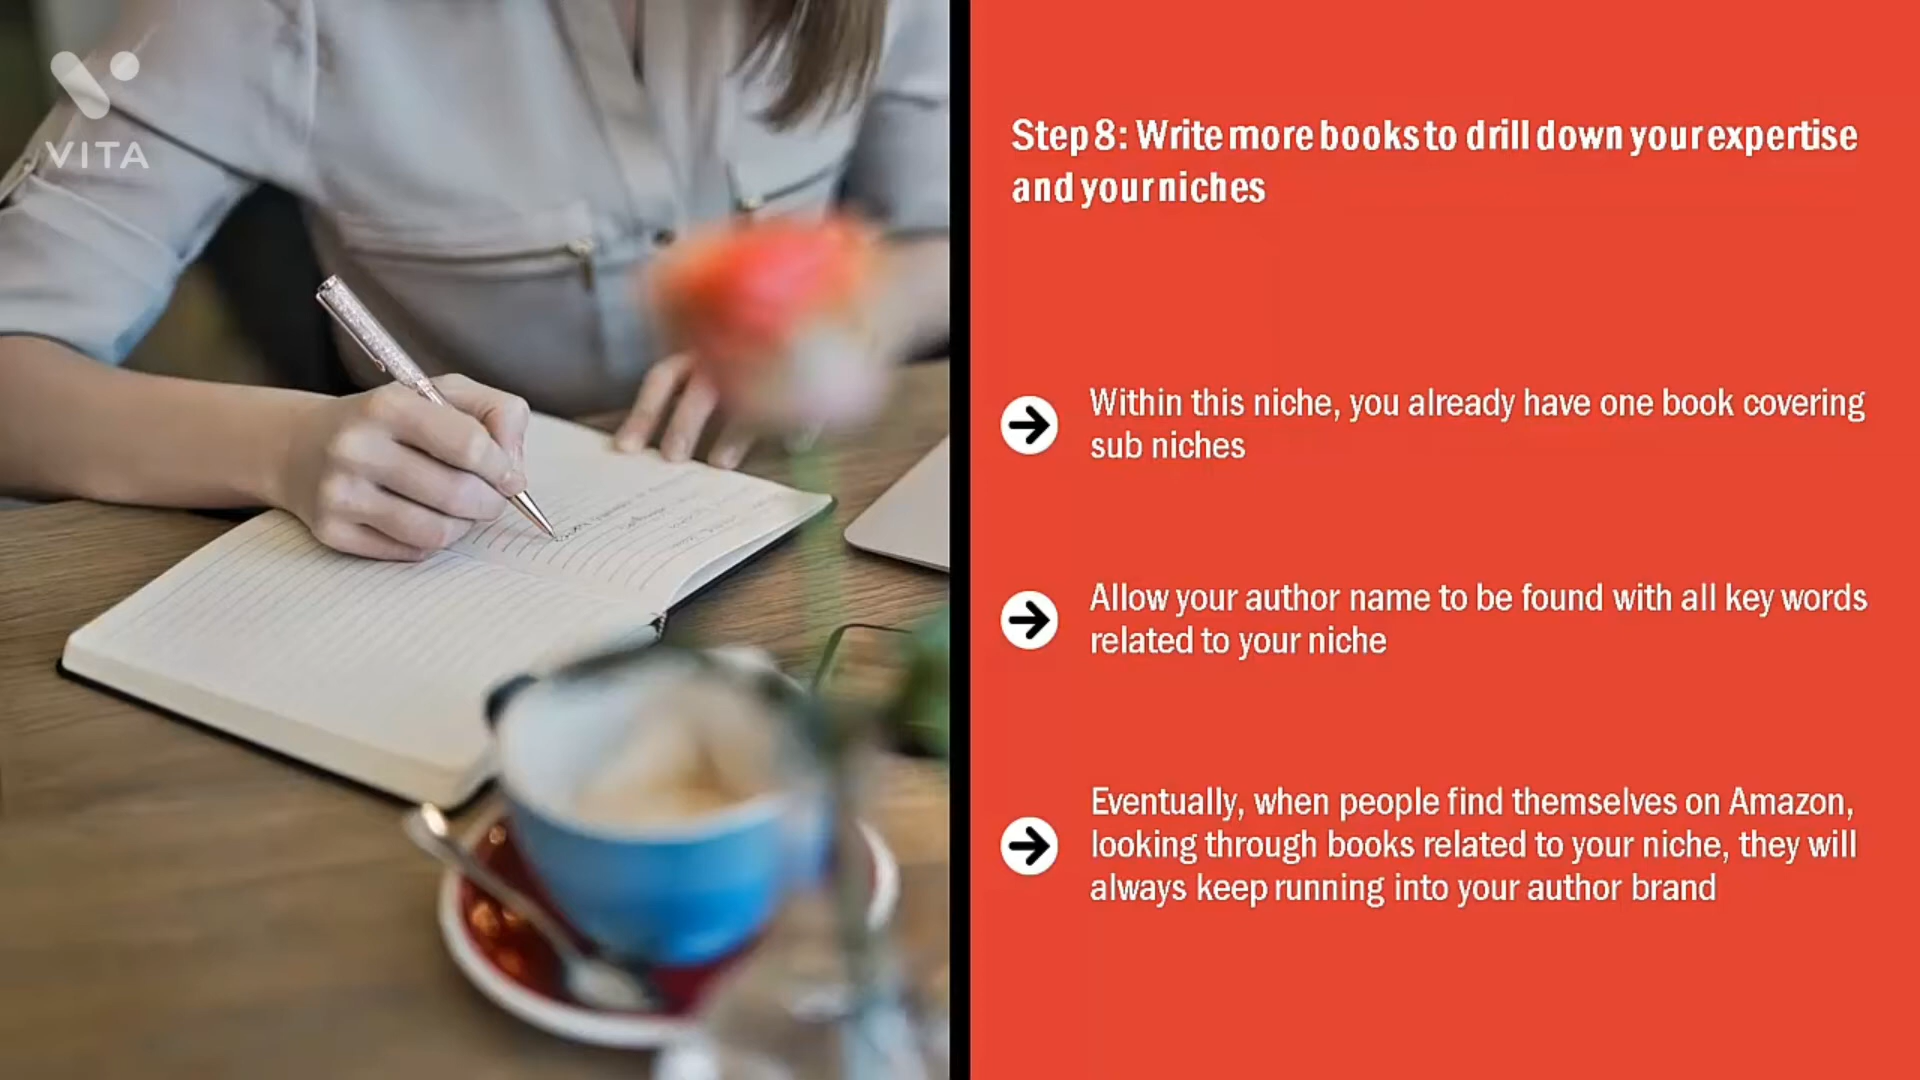 VITA
Step 8: Write more books to drill down your expertise
and your niches
Within this niche, you already have one book covering
sub niches
Allow your author name to be found with all key words
related to your niche
Eventually, when people find themselves on Amazon,
looking through books related to your niche, they will
always keep running into your author brand